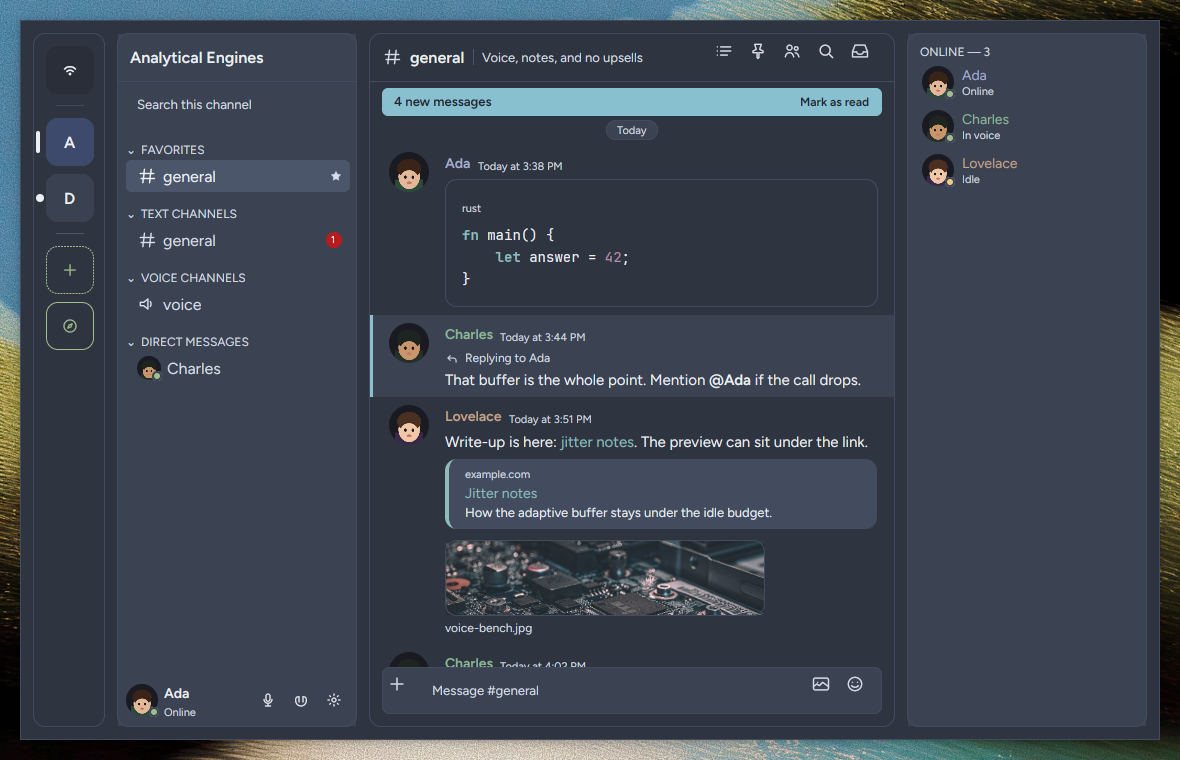 A
D
Analytical Engines
Search this channel
FAVORITES
# general
TEXT CHANNELS
# general 1
VOICE CHANNELS
voice
DIRECT MESSAGES
Charles
Ada
Online
# general Voice, notes, and no upsells
4 new messages Mark as read
Today
Ada Today at 3:38 PM
rust
fn main() {
    let answer = 42;
}
Charles Today at 3:44 PM
Replying to Ada
That buffer is the whole point. Mention @Ada if the call drops.
Lovelace Today at 3:51 PM
Write-up is here: jitter notes. The preview can sit under the link.
example.com
Jitter notes
How the adaptive buffer stays under the idle budget.
voice-bench.jpg
Charles Today at 4:02 PM
Message #general
ONLINE — 3
Ada
Online
Charles
In voice
Lovelace
Idle